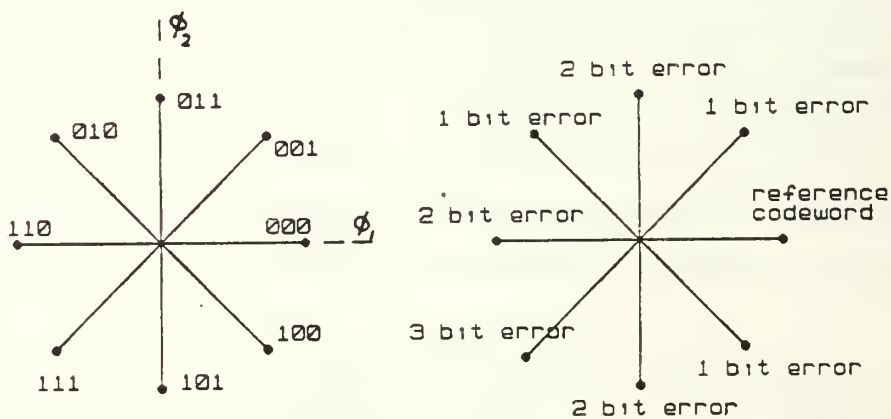 ϕ₂
011
010
001
110
000
ϕ₁
100
111
101
2 bit error
1 bit error
1 bit error
2 bit error
reference
codeword
3 bit error
1 bit error
2 bit error